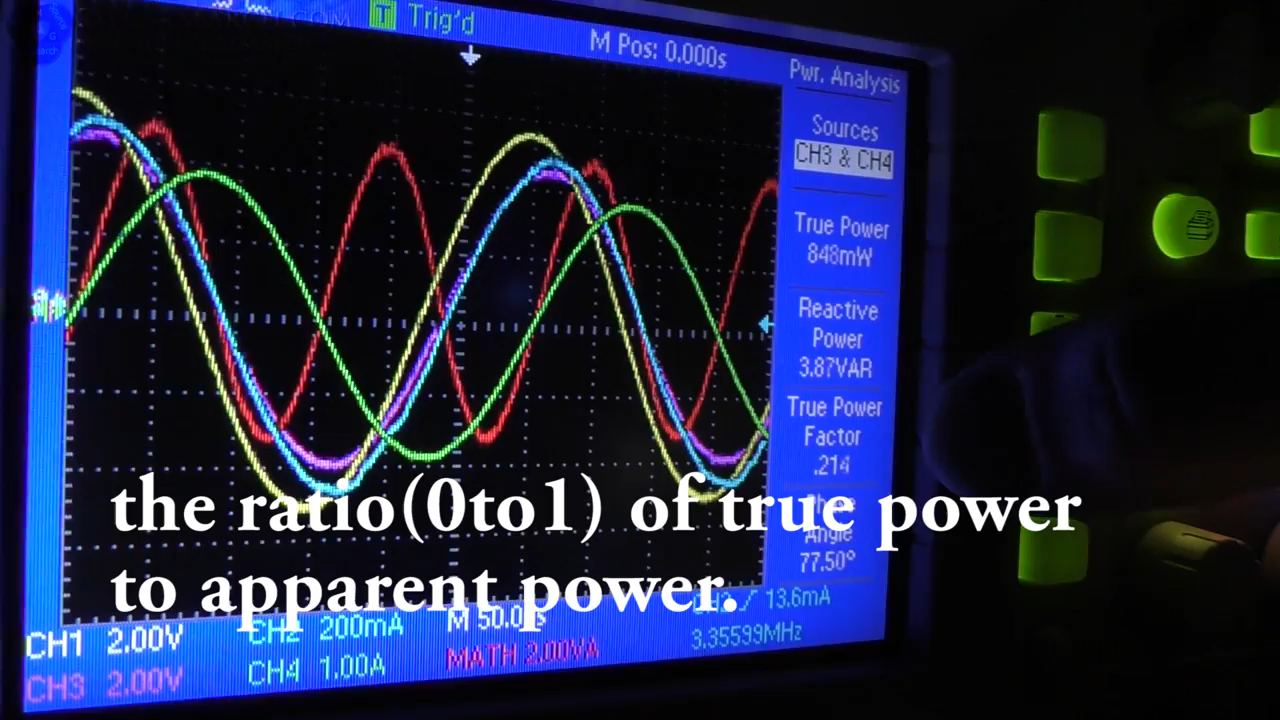 T Trig'd
M Pos: 0.000s
Pwr. Analysis
Sources
CH3 & CH4
True Power
848mW
Reactive
Power
3.87VAR
True Power
Factor
.214
Angle
77.50°
the ratio(0to1) of true power
to apparent power.
13.6mA
CH1 2.00V CH2 200mA
3.35599MHz
CH3 2.00V CH4 1.00A MATH 2.00VA